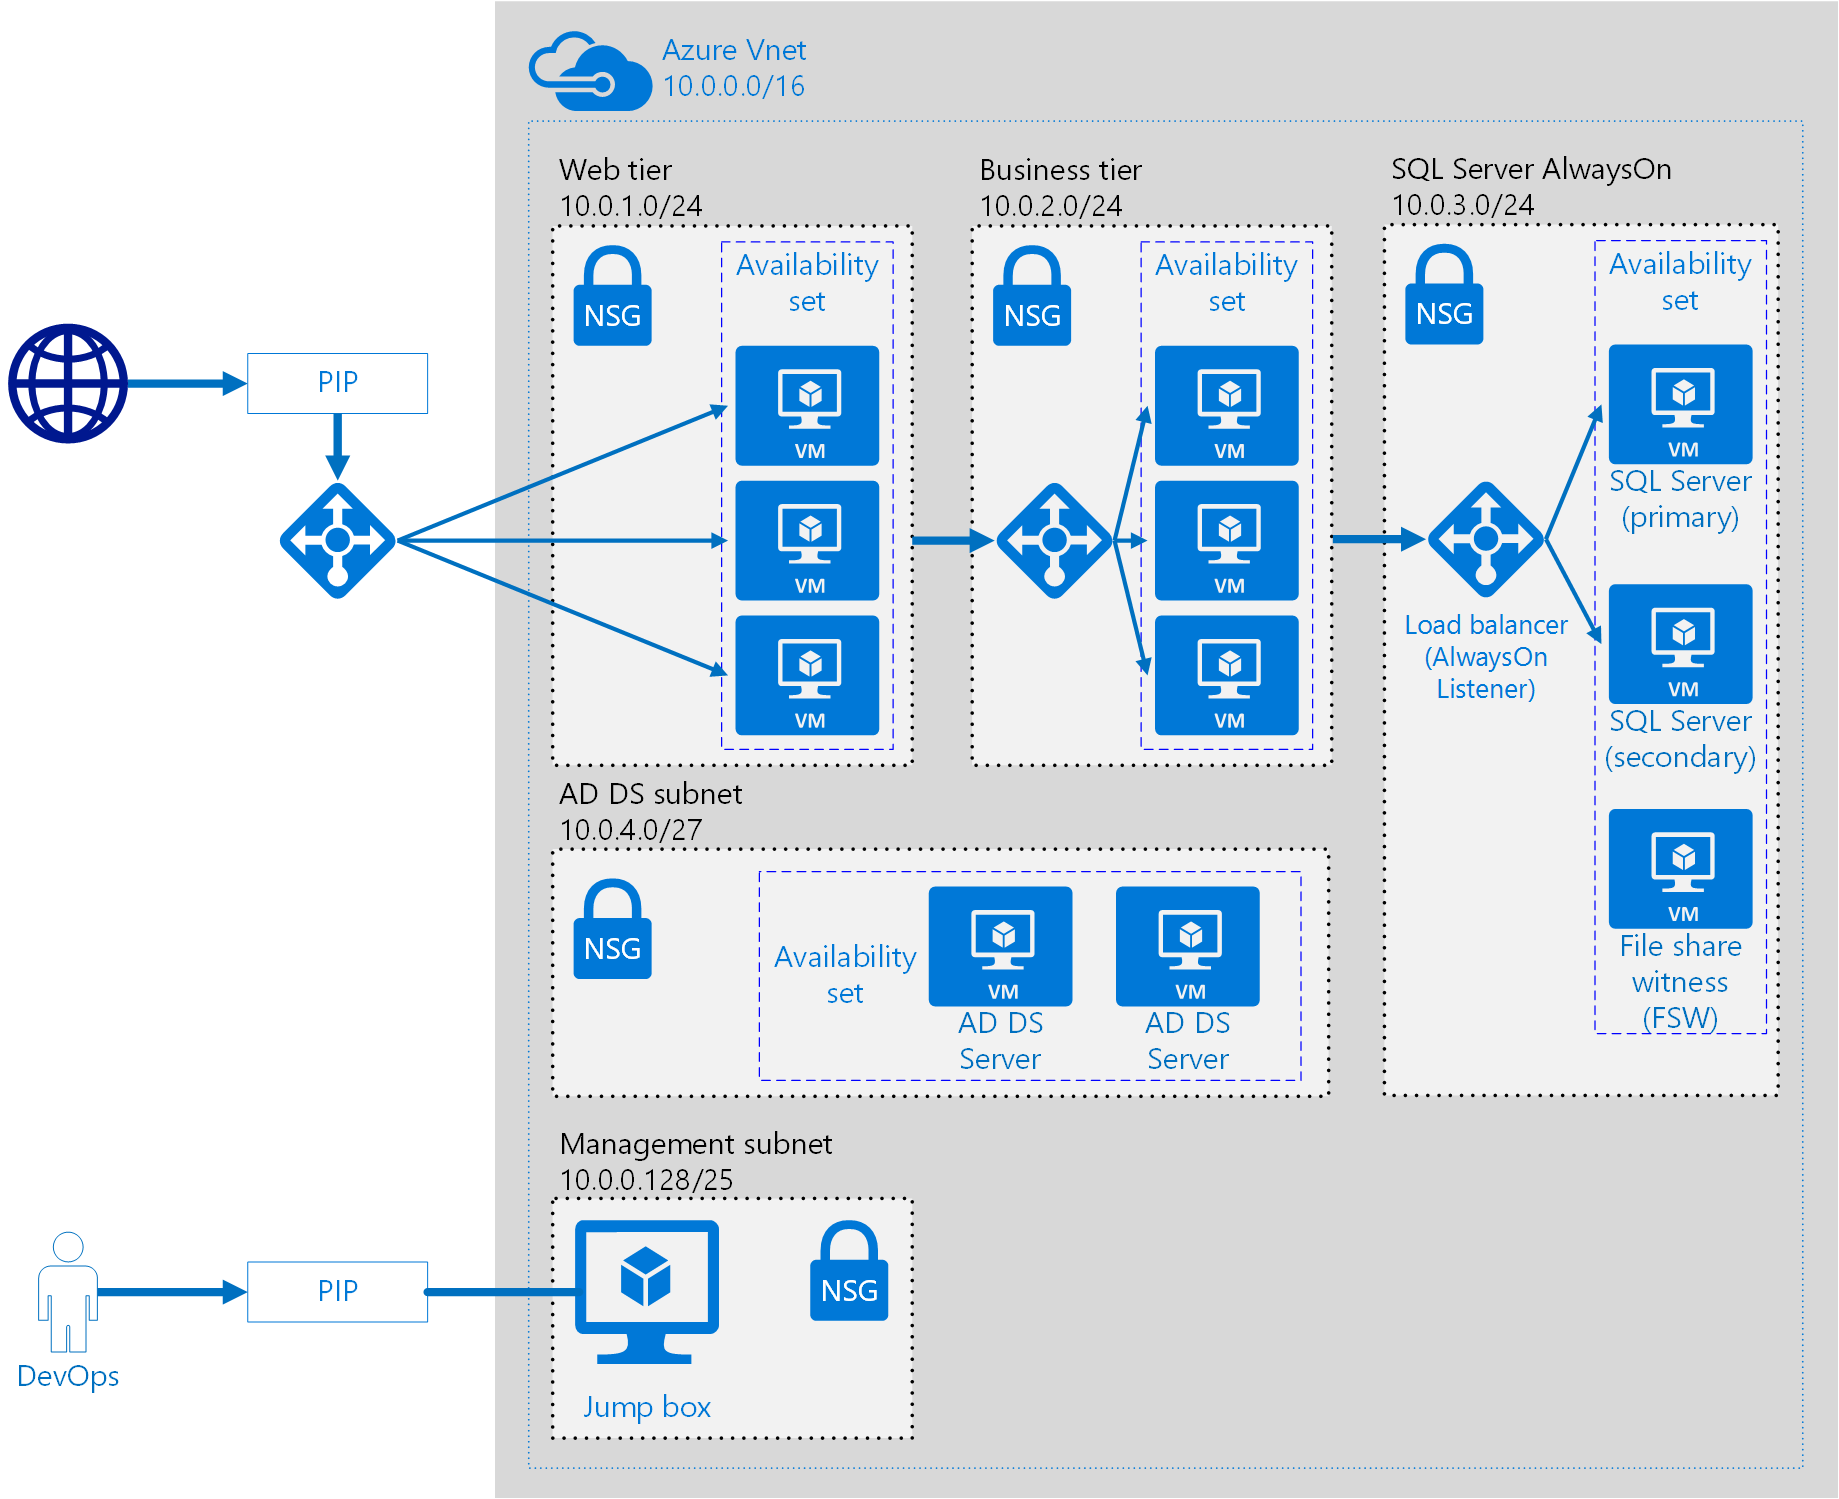 Azure Vnet
10.0.0.0/16
Web tier
10.0.1.0/24
NSG
Availability
set
VM
VM
VM
Business tier
10.0.2.0/24
NSG
Availability
set
VM
VM
VM
SQL Server AlwaysOn
10.0.3.0/24
NSG
Availability
set
VM
SQL Server
(primary)
Load balancer
(AlwaysOn
Listener)
VM
SQL Server
(secondary)
VM
File share
witness
(FSW)
PIP
AD DS subnet
10.0.4.0/27
NSG
Availability
set
VM
AD DS
Server
VM
AD DS
Server
Management subnet
10.0.0.128/25
NSG
Jump box
PIP
DevOps